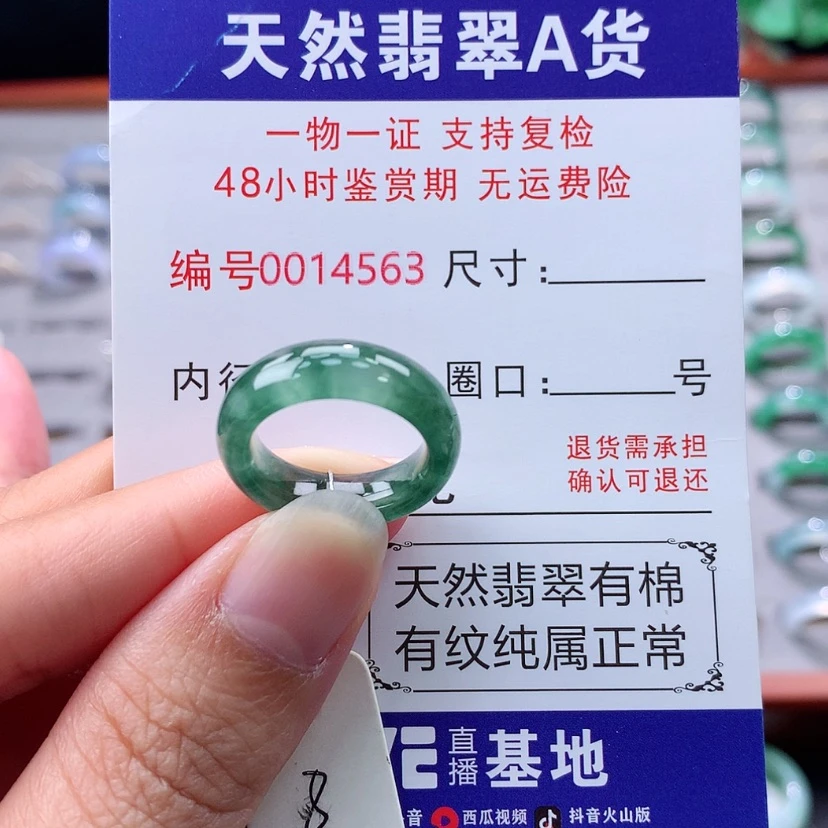 天然翡翠A货
一物一证 支持复检
48小时鉴赏期 无运费险
编号0014563 尺寸:
内径 圈口: 号
退货需承担
确认可退还
天然翡翠有棉
有纹纯属正常
直播基地
音 西瓜视频 抖音火山版